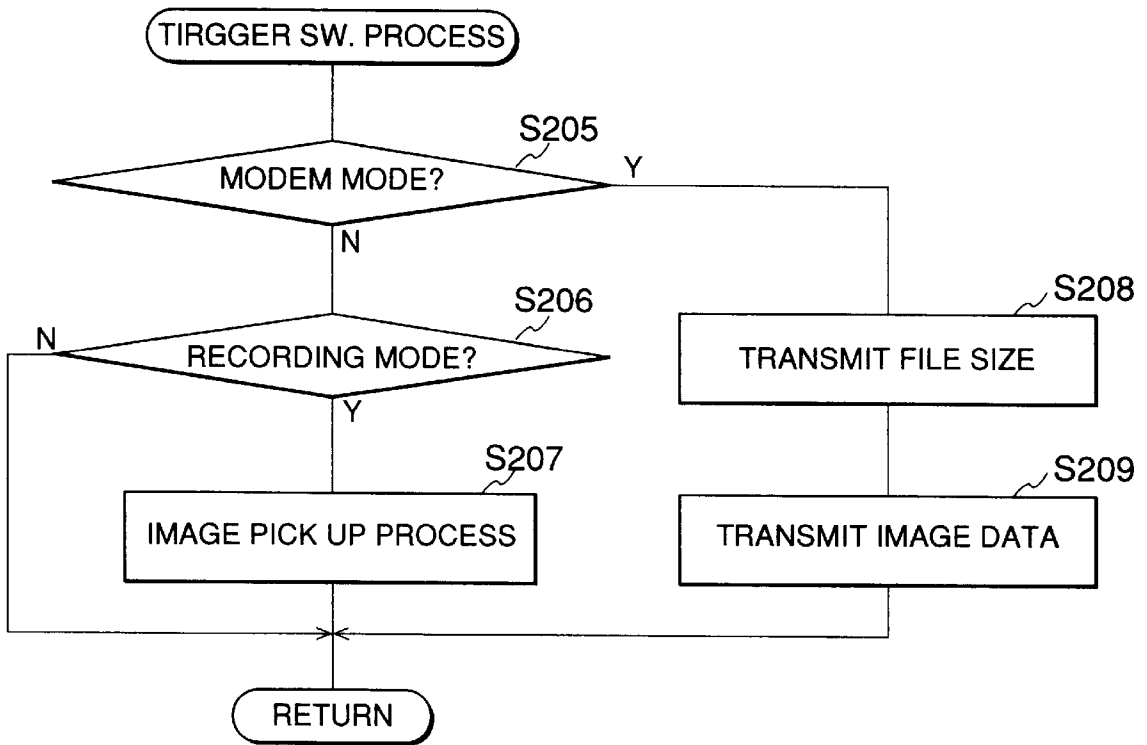 TIRGGER SW. PROCESS
S205
MODEM MODE?
Y
N
S206
N
RECORDING MODE?
Y
S207
IMAGE PICK UP PROCESS
S208
TRANSMIT FILE SIZE
S209
TRANSMIT IMAGE DATA
RETURN